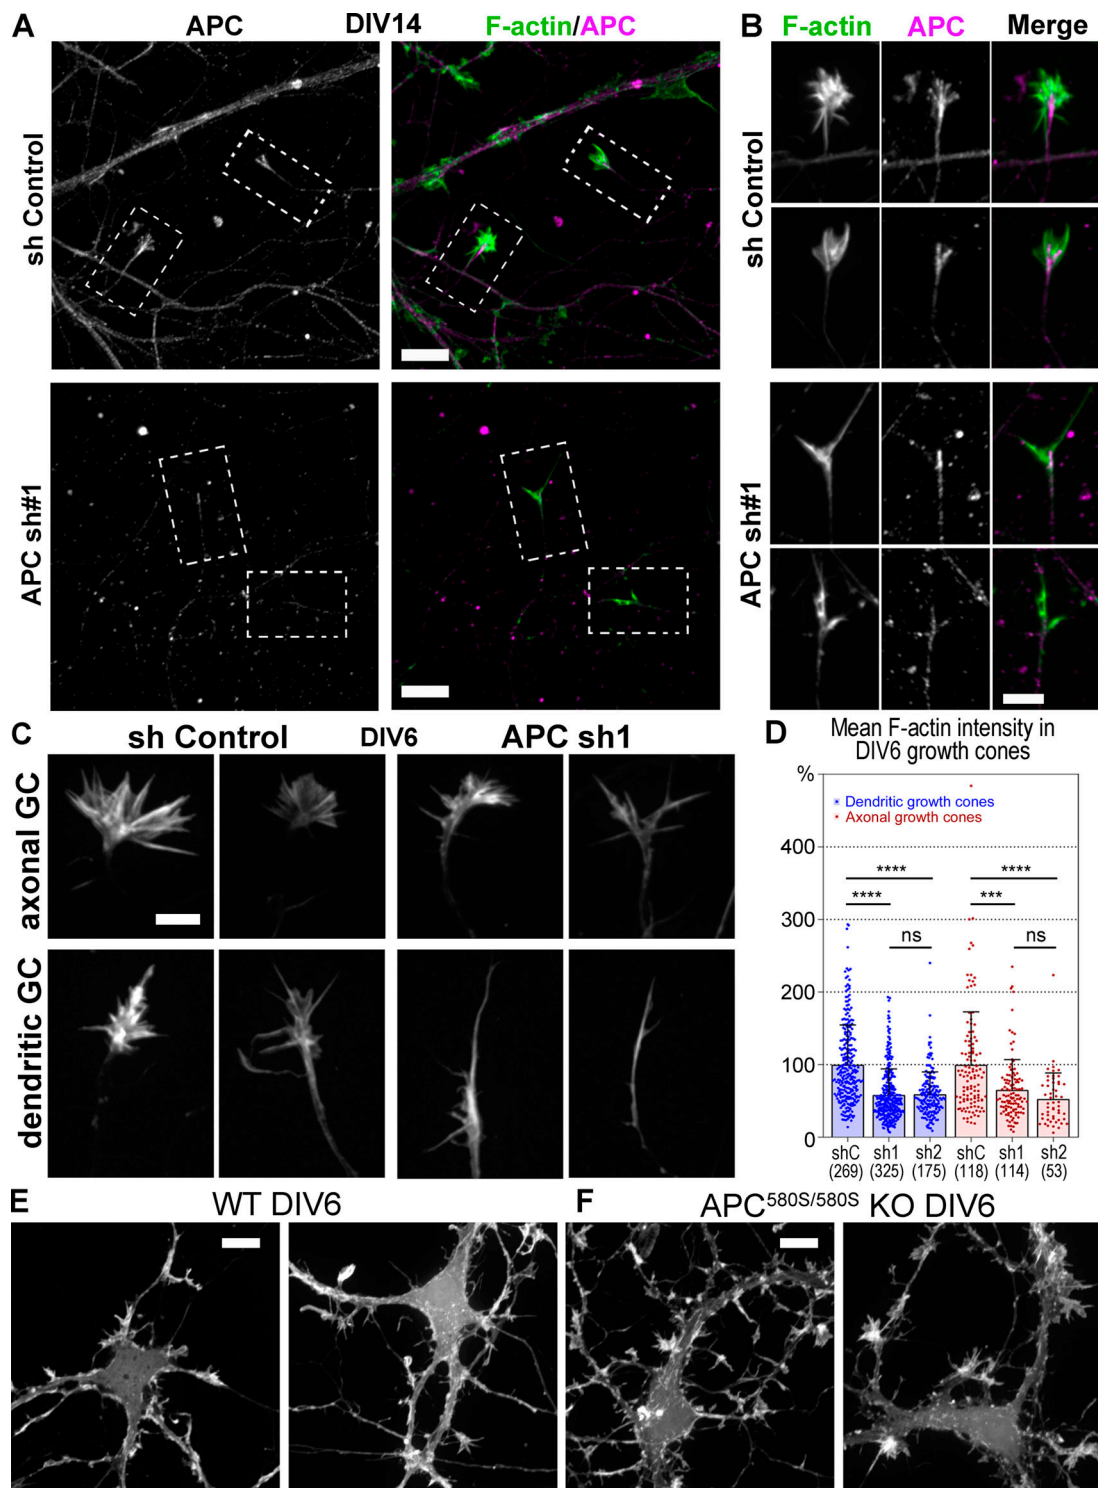 A
APC
DIV14
F-actin/APC
sh Control
APC sh#1
B
F-actin
APC
Merge
sh Control
APC sh#1
C
sh Control
DIV6
APC sh1
axonal GC
dendritic GC
D
Mean F-actin intensity in
DIV6 growth cones
%
Dendritic growth cones
Axonal growth cones
400
300
200
100
0
****
****
ns
****
***
ns
shC
sh1
sh2
shC
sh1
sh2
(269)
(325)
(175)
(118)
(114)
(53)
E
WT DIV6
F
APC580S/580S KO DIV6